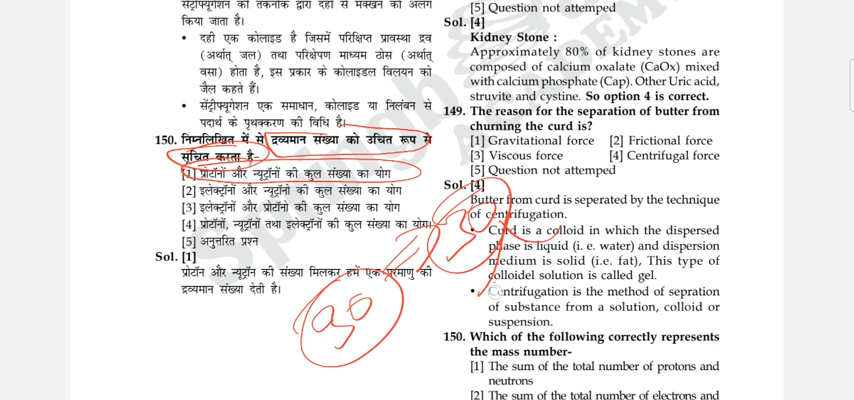 सेंट्रीफ्यूगेशन की तकनीक द्वारा दही से मक्खन को अलग
किया जाता है।
• दही एक कोलाइड है जिसमें परिक्षिप्त प्रावस्था द्रव
(अर्थात् जल) तथा परिक्षेपण माध्यम ठोस (अर्थात्
वसा) होता है, इस प्रकार के कोलाइडल विलयन को
जैल कहते हैं।
• सेंट्रीफ्यूगेशन एक समाधान, कोलाइड या निलंबन से
पदार्थ के पृथक्करण की विधि है।
150. निम्नलिखित में से द्रव्यमान संख्या को उचित रूप से
सूचित करता है-
[1] प्रोटॉनों और न्यूट्रॉनों की कुल संख्या का योग
[2] इलेक्ट्रॉनों और न्यूट्रॉनो की कुल संख्या का योग
[3] इलेक्ट्रॉनों और प्रोटॉनो की कुल संख्या का योग
[4] प्रोटॉनों, न्यूट्रॉनों तथा इलेक्ट्रॉनों की कुल संख्या का योग।
[5] अनुत्तरित प्रश्न
Sol. [1]
प्रोटॉन और न्यूट्रॉन की संख्या मिलकर हमें एक परमाणु की
द्रव्यमान संख्या देती है।
[5] Question not attemped
Sol. [4]
Kidney Stone :
Approximately 80% of kidney stones are
composed of calcium oxalate (CaOx) mixed
with calcium phosphate (Cap). Other Uric acid,
struvite and cystine. So option 4 is correct.
149. The reason for the separation of butter from
churning the curd is?
[1] Gravitational force [2] Frictional force
[3] Viscous force [4] Centrifugal force
[5] Question not attemped
Sol. [4]
Butter from curd is seperated by the technique
of centrifugation.
• Curd is a colloid in which the dispersed
phase is liquid (i. e. water) and dispersion
medium is solid (i.e. fat), This type of
colloidel solution is called gel.
• Centrifugation is the method of sepration
of substance from a solution, colloid or
suspension.
150. Which of the following correctly represents
the mass number-
[1] The sum of the total number of protons and
neutrons
[2] The sum of the total number of electrons and